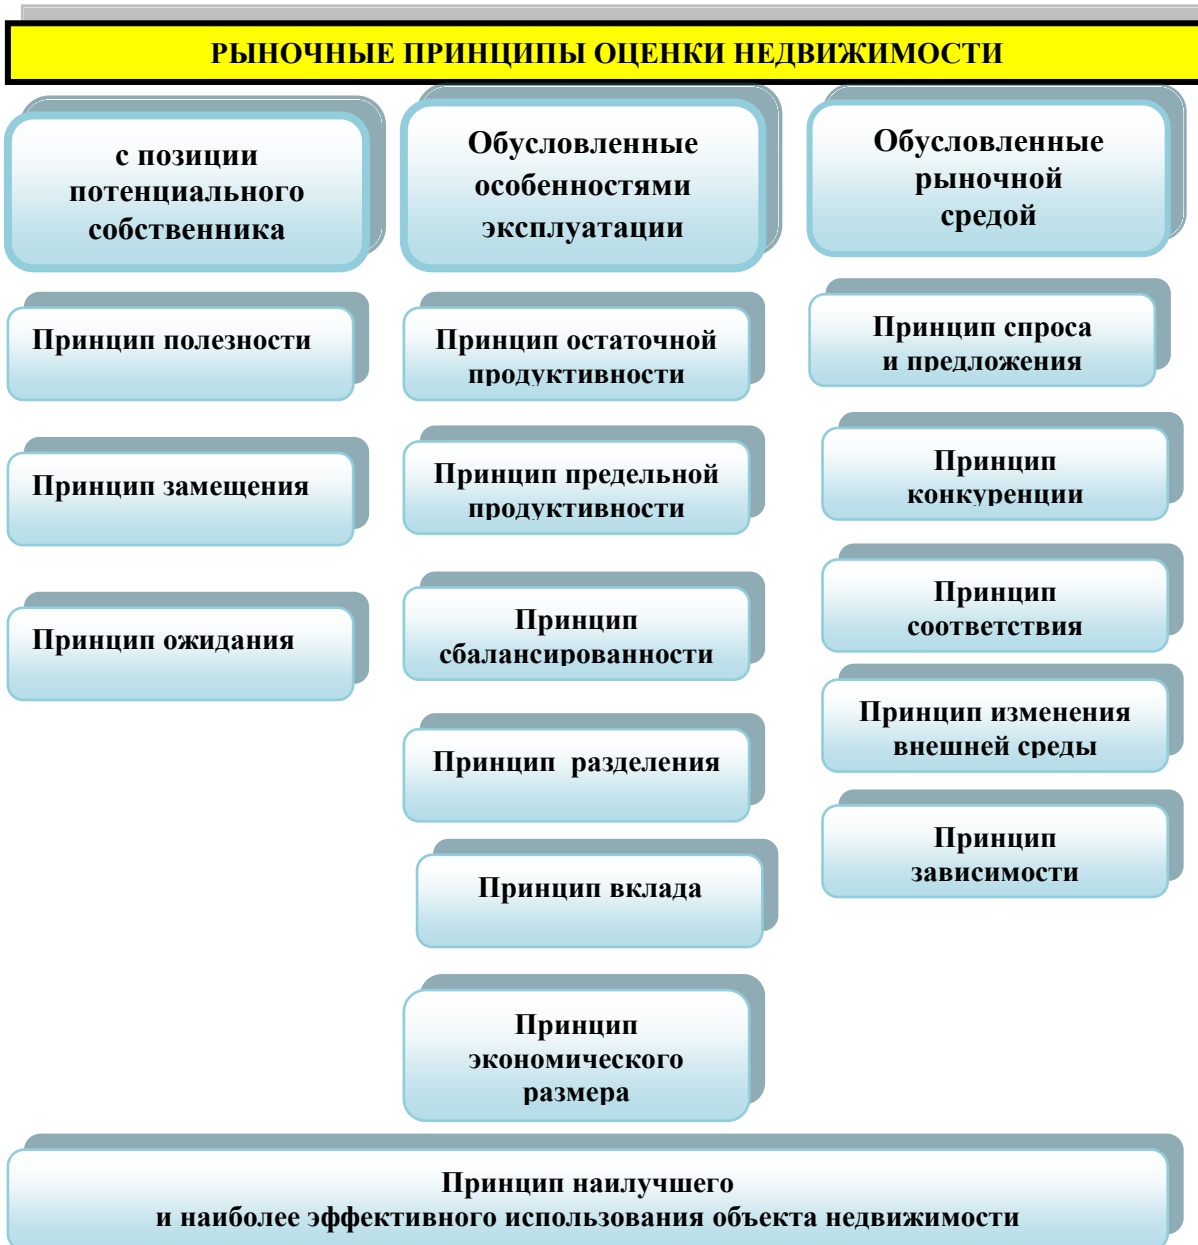 РЫНОЧНЫЕ ПРИНЦИПЫ ОЦЕНКИ НЕДВИЖИМОСТИ
с позиции
потенциального
собственника
Принцип полезности
Принцип замещения
Принцип ожидания
Обусловленные
особенностями
эксплуатации
Принцип остаточной
продуктивности
Принцип предельной
продуктивности
Принцип
сбалансированности
Принцип разделения
Принцип вклада
Принцип
экономического
размера
Обусловленные
рыночной
средой
Принцип спроса
и предложения
Принцип
конкуренции
Принцип
соответствия
Принцип изменения
внешней среды
Принцип
зависимости
Принцип наилучшего
и наиболее эффективного использования объекта недвижимости